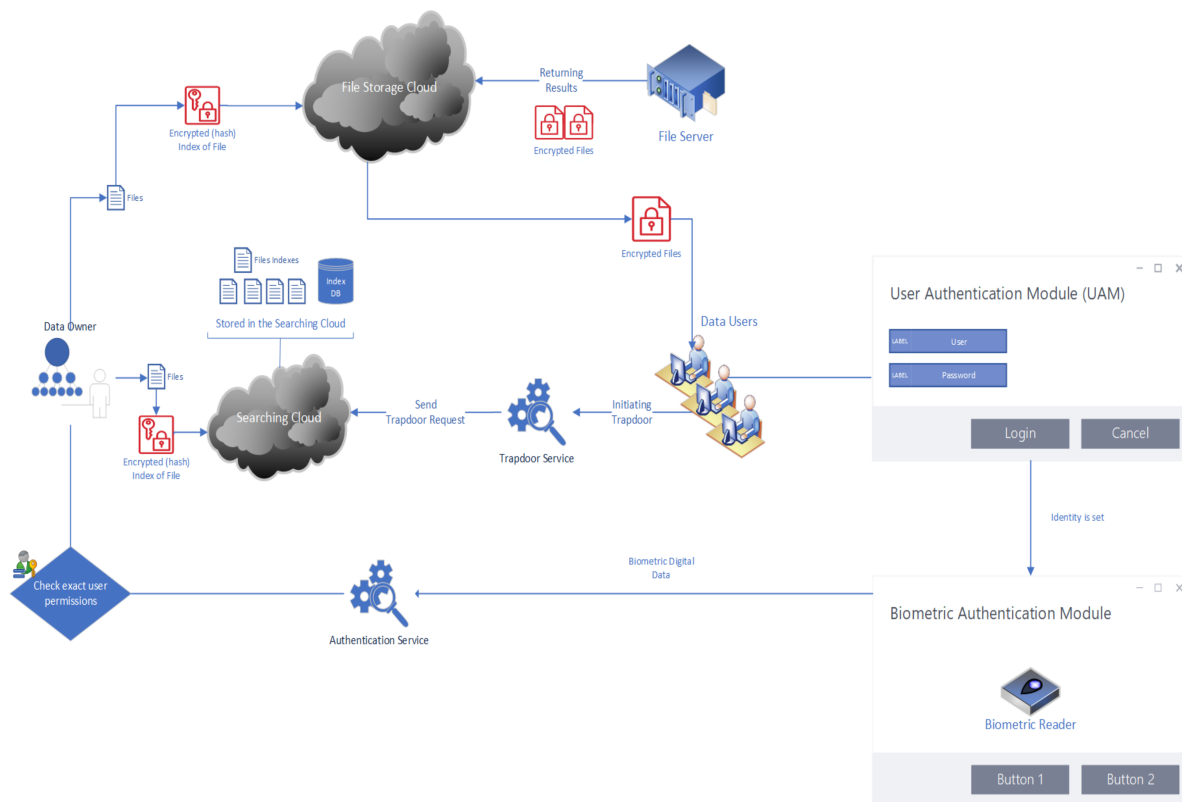 File Storage Cloud
Returning
Results
File Server
Encrypted Files
Encrypted (hash)
Index of File
Files
Encrypted Files
Files Indexes
Index
DB
Stored in the Searching Cloud
Data Owner
Files
Encrypted (hash)
Index of File
Searching Cloud
Send
Trapdoor Request
Trapdoor Service
Initiating
Trapdoor
Data Users
User Authentication Module (UAM)
LABEL User
LABEL Password
Login Cancel
Identity is set
Biometric Digital
Data
Check exact user
permissions
Authentication Service
Biometric Authentication Module
Biometric Reader
Button 1 Button 2